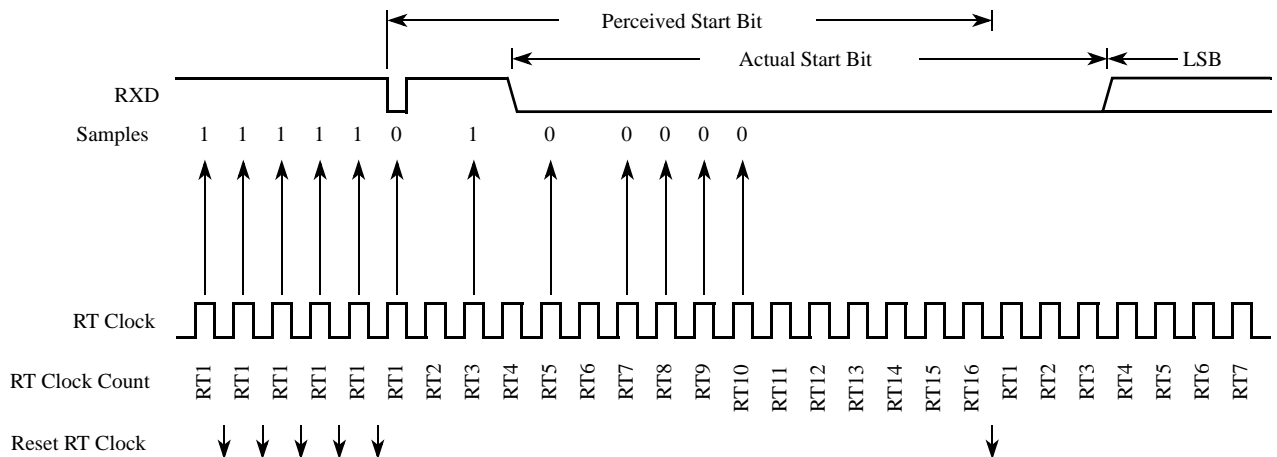 Perceived Start Bit
Actual Start Bit
LSB
RXD
Samples 1 1 1 1 1 0 1 0 0 0 0 0
RT Clock
RT Clock Count RT1 RT1 RT1 RT1 RT1 RT1 RT2 RT3 RT4 RT5 RT6 RT7 RT8 RT9 RT10 RT11 RT12 RT13 RT14 RT15 RT16 RT1 RT2 RT3 RT4 RT5 RT6 RT7
Reset RT Clock